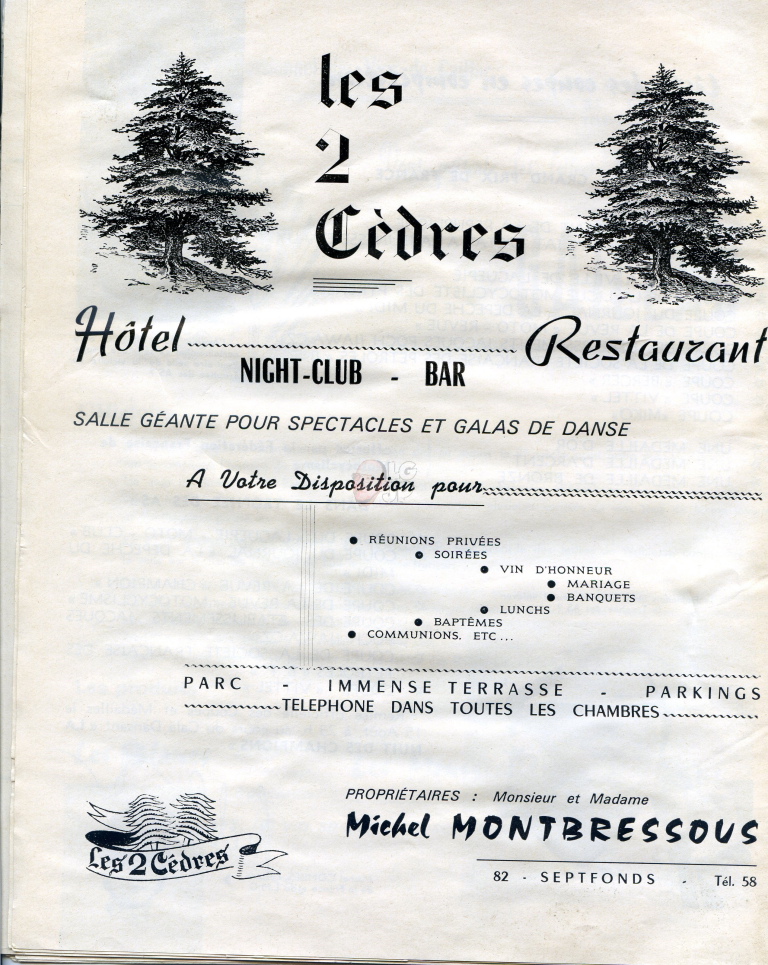 les
2
Cèdres
Hôtel Restaurant
NIGHT-CLUB - BAR
SALLE GÉANTE POUR SPECTACLES ET GALAS DE DANSE
A Votre Disposition pour
● RÉUNIONS PRIVÉES
● SOIRÉES
● VIN D'HONNEUR
● MARIAGE
● BANQUETS
● LUNCHS
● BAPTÊMES
● COMMUNIONS. ETC...
PARC - IMMENSE TERRASSE - PARKINGS
TELEPHONE DANS TOUTES LES CHAMBRES
PROPRIÉTAIRES : Monsieur et Madame
Michel MONTBRESSOUS
Les 2 Cèdres
82 - SEPTFONDS - Tél. 58